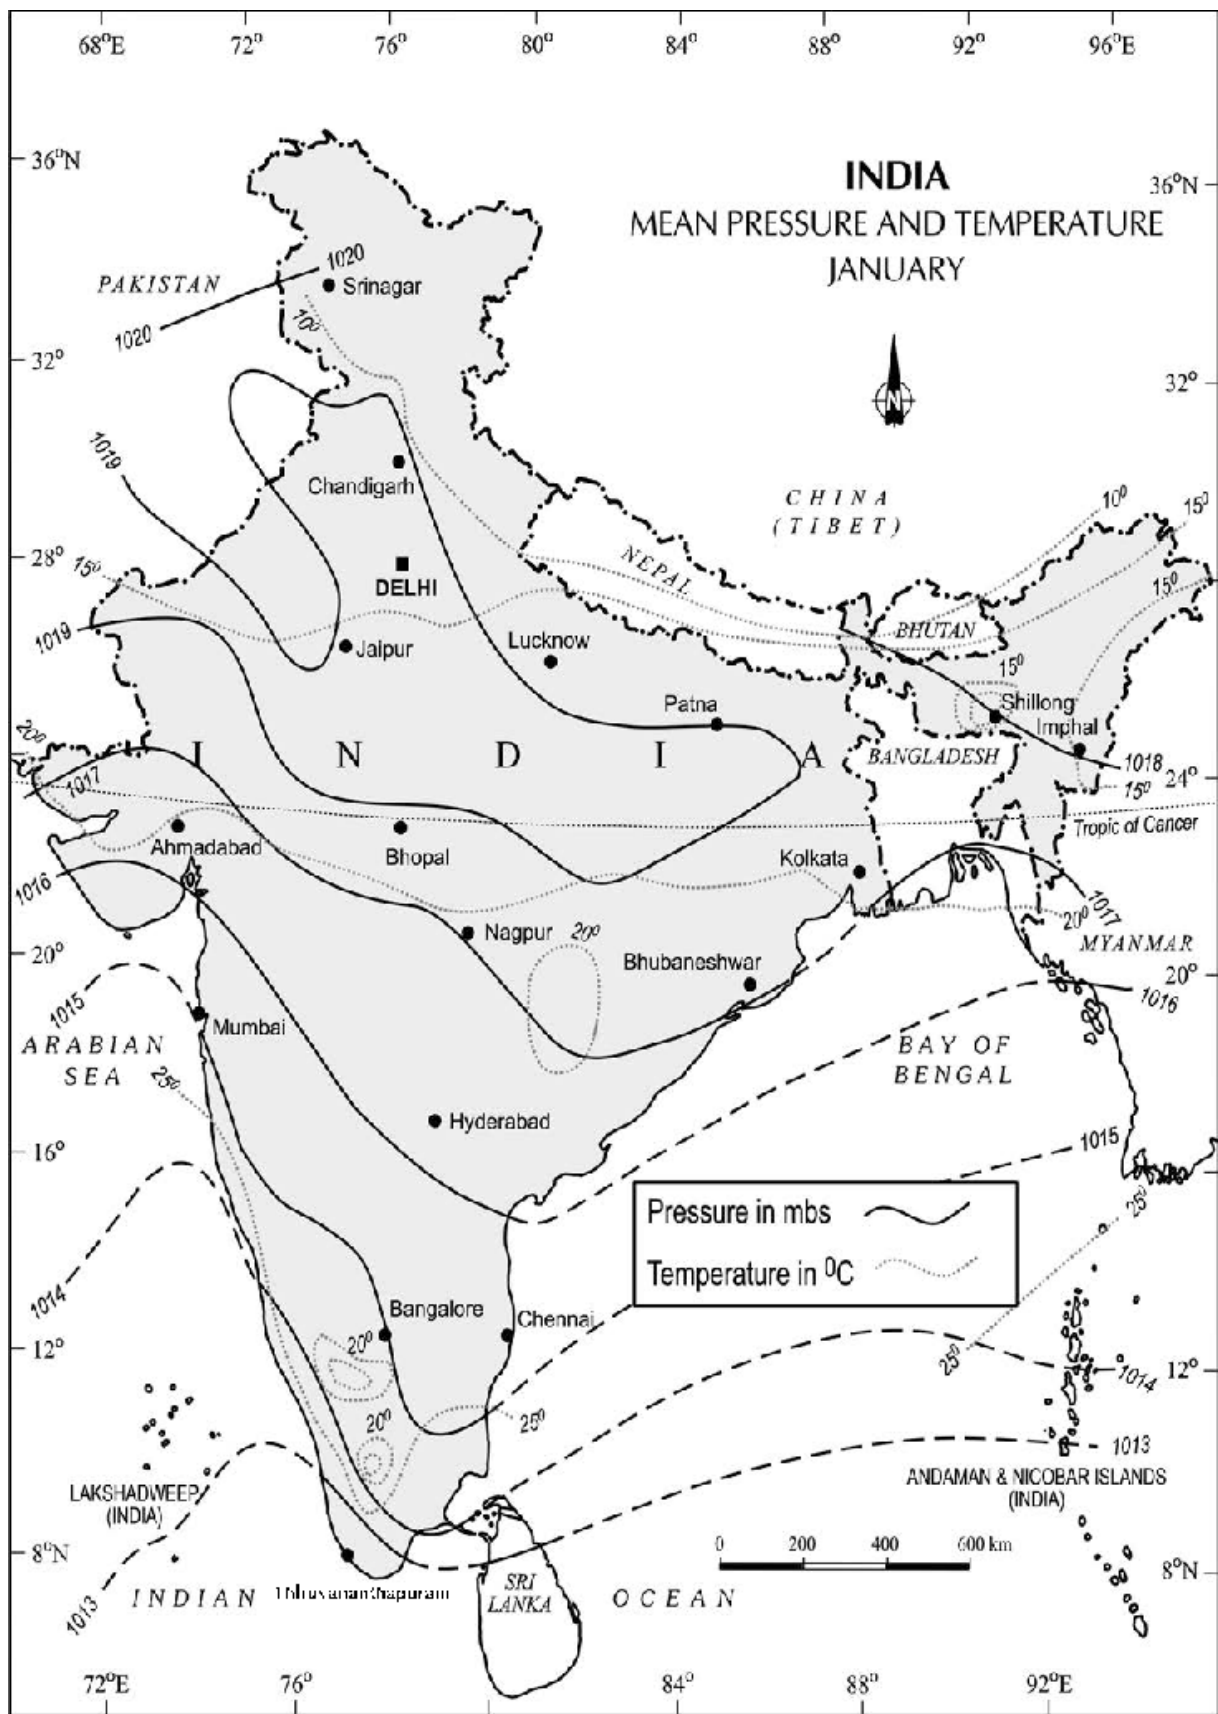 68°E 72° 76° 80° 84° 88° 92° 96°E
36°N
INDIA
36°N
MEAN PRESSURE AND TEMPERATURE
JANUARY
1020
PAKISTAN
Srinagar
1020
10°
32°
32°
N
1019
Chandigarh
CHINA
(TIBET)
10°
15°
28°
15°
NEPAL
DELHI
15°
1019
Jaipur
Lucknow
BHUTAN
15°
Patna
Shillong
Imphal
20°
I N D I A
BANGLADESH
1018
1017
24°
15°
Tropic of Cancer
Ahmadabad
Bhopal
Kolkata
1016
1017
20°
20°
Nagpur
20°
MYANMAR
Bhubaneshwar
20°
1015
1016
Mumbai
ARABIAN
SEA
BAY OF
BENGAL
25°
Hyderabad
16°
1015
Pressure in mbs
25°
Temperature in ⁰C
1014
Bangalore
Chennai
12°
20°
25°
12°
1014
20°
25°
1013
LAKSHADWEEP
(INDIA)
ANDAMAN & NICOBAR ISLANDS
(INDIA)
8°N
0 200 400 600 km
8°N
1013
INDIAN
SRI
LANKA
OCEAN
72°E 76° 84° 88° 92°E